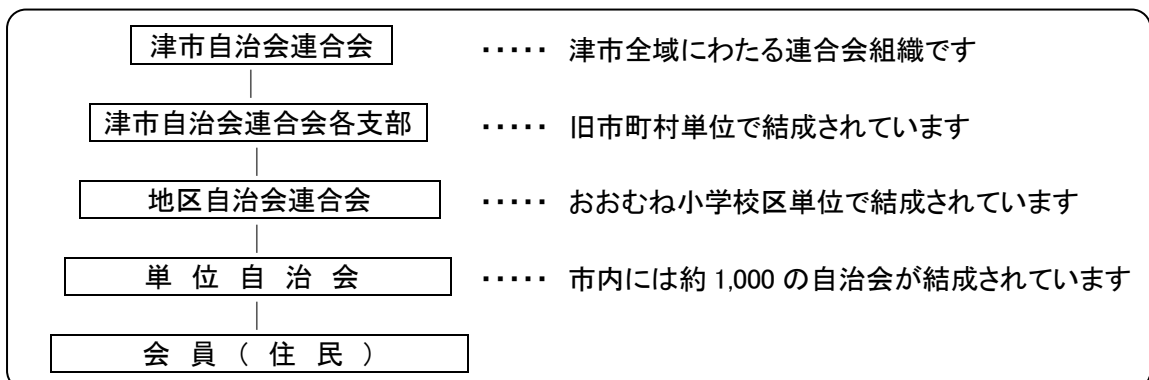 津市自治会連合会 ・・・・・ 津市全域にわたる連合会組織です
津市自治会連合会各支部 ・・・・・ 旧市町村単位で結成されています
地区自治会連合会 ・・・・・ おおむね小学校区単位で結成されています
単 位 自 治 会 ・・・・・ 市内には約 1,000 の自治会が結成されています
会 員 ( 住 民 )